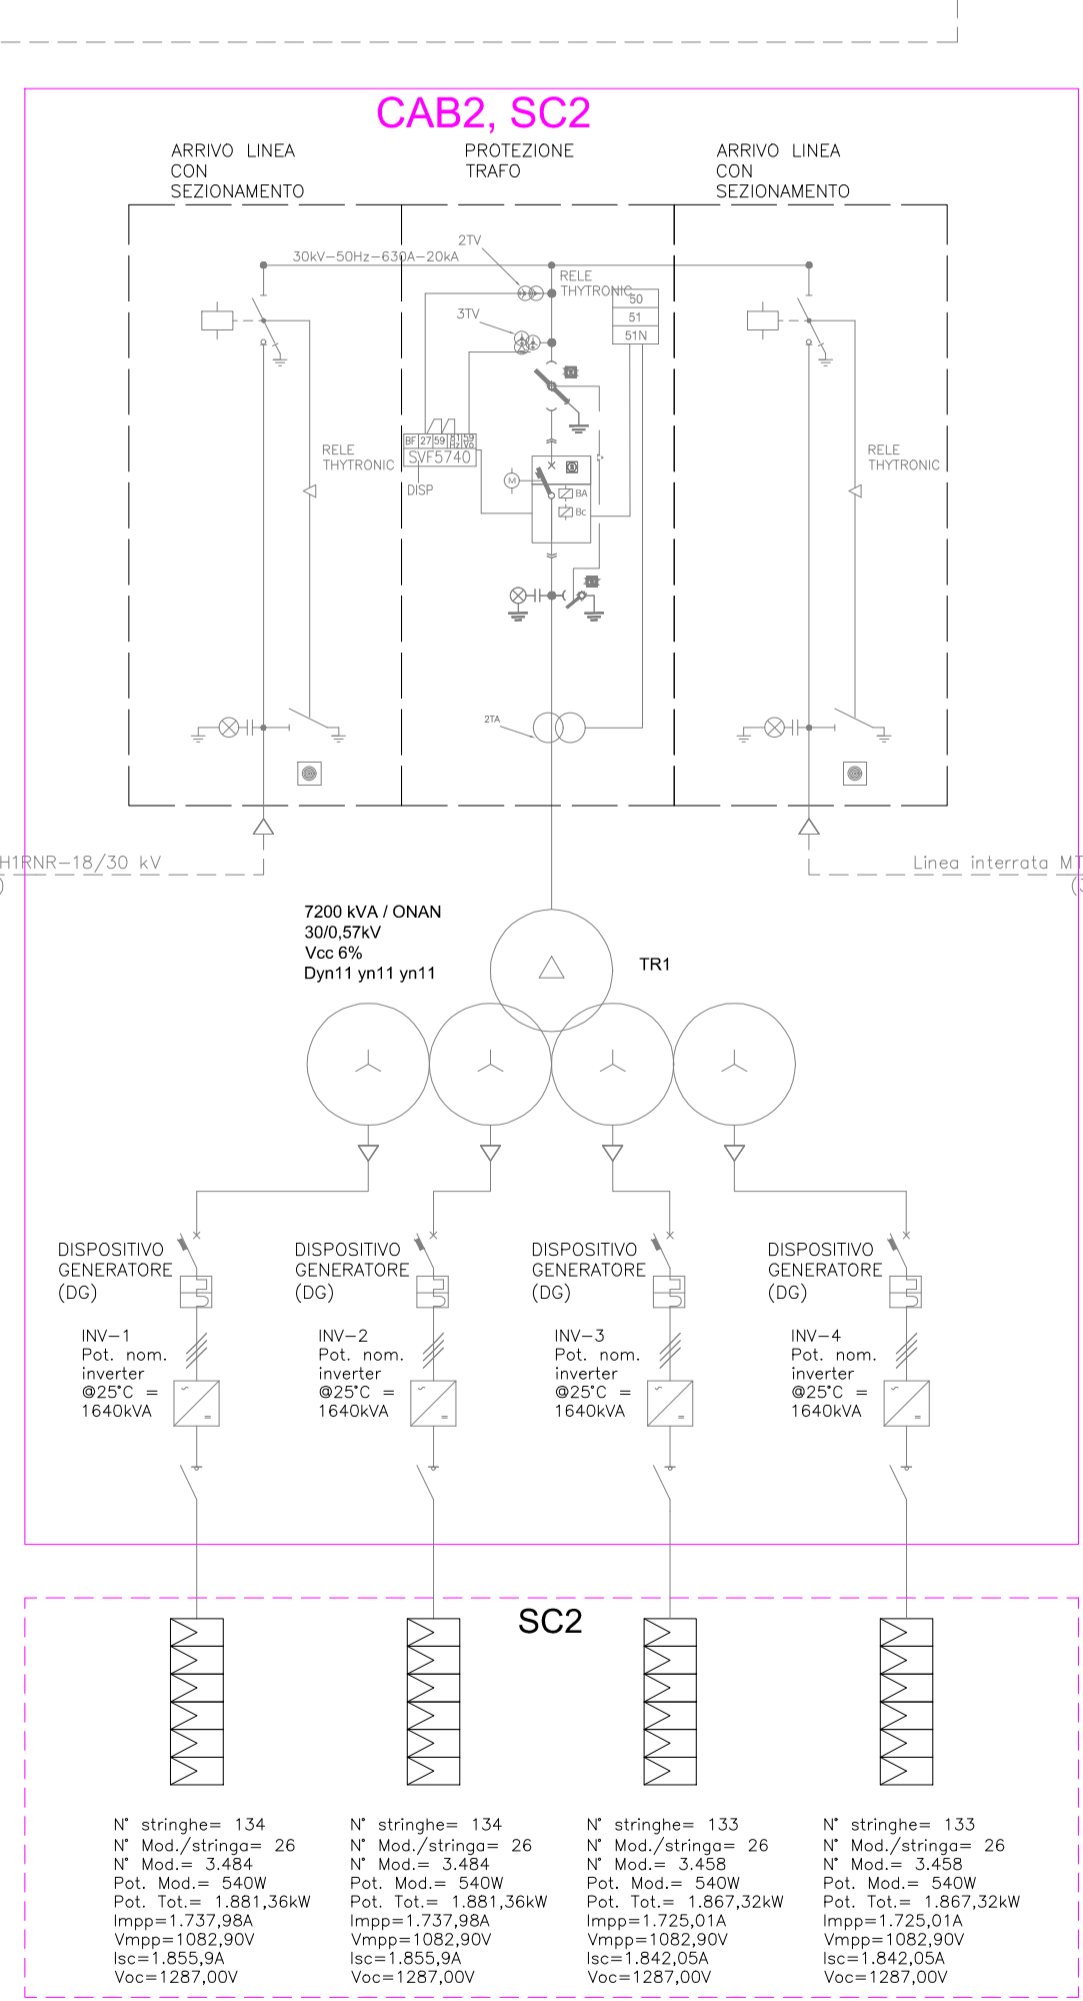 CAB2, SC2
ARRIVO LINEA
CON
SEZIONAMENTO
PROTEZIONE
TRAFO
ARRIVO LINEA
CON
SEZIONAMENTO
30kV-50Hz-630A-20kA
2TV
3TV
RELE
THYTRONIC
50
51
51N
BF 27 59
SVF5740
DISP
M
BA
Bc
RELE
THYTRONIC
RELE
THYTRONIC
2TA
H1RNR-18/30 kV
)
Linea interrata MT
(
7200 kVA / ONAN
30/0,57kV
Vcc 6%
Dyn11 yn11 yn11
TR1
DISPOSITIVO
GENERATORE
(DG)
DISPOSITIVO
GENERATORE
(DG)
DISPOSITIVO
GENERATORE
(DG)
DISPOSITIVO
GENERATORE
(DG)
INV-1
Pot. nom.
inverter
@25°C =
1640kVA
INV-2
Pot. nom.
inverter
@25°C =
1640kVA
INV-3
Pot. nom.
inverter
@25°C =
1640kVA
INV-4
Pot. nom.
inverter
@25°C =
1640kVA
SC2
N° stringhe= 134
N° Mod./stringa= 26
N° Mod.= 3.484
Pot. Mod.= 540W
Pot. Tot.= 1.881,36kW
Impp=1.737,98A
Vmpp=1082,90V
Isc=1.855,9A
Voc=1287,00V
N° stringhe= 134
N° Mod./stringa= 26
N° Mod.= 3.484
Pot. Mod.= 540W
Pot. Tot.= 1.881,36kW
Impp=1.737,98A
Vmpp=1082,90V
Isc=1.855,9A
Voc=1287,00V
N° stringhe= 133
N° Mod./stringa= 26
N° Mod.= 3.458
Pot. Mod.= 540W
Pot. Tot.= 1.867,32kW
Impp=1.725,01A
Vmpp=1082,90V
Isc=1.842,05A
Voc=1287,00V
N° stringhe= 133
N° Mod./stringa= 26
N° Mod.= 3.458
Pot. Mod.= 540W
Pot. Tot.= 1.867,32kW
Impp=1.725,01A
Vmpp=1082,90V
Isc=1.842,05A
Voc=1287,00V